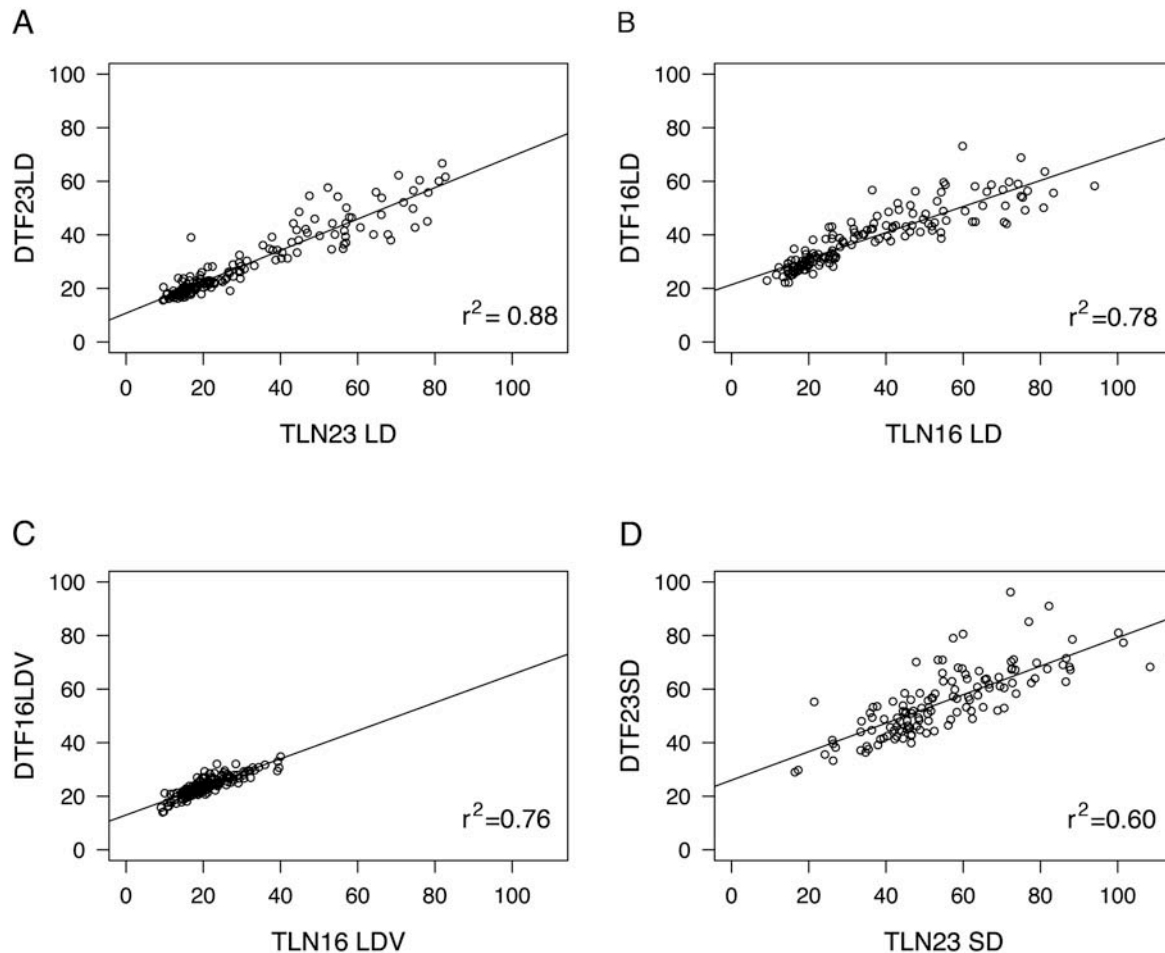 A
100
80
60
40
20
0
DTF23LD
r² = 0.88
0 20 40 60 80 100
TLN23 LD
B
100
80
60
40
20
0
DTF16LD
r²=0.78
0 20 40 60 80 100
TLN16 LD
C
100
80
60
40
20
0
DTF16LDV
r²=0.76
0 20 40 60 80 100
TLN16 LDV
D
100
80
60
40
20
0
DTF23SD
r²=0.60
0 20 40 60 80 100
TLN23 SD